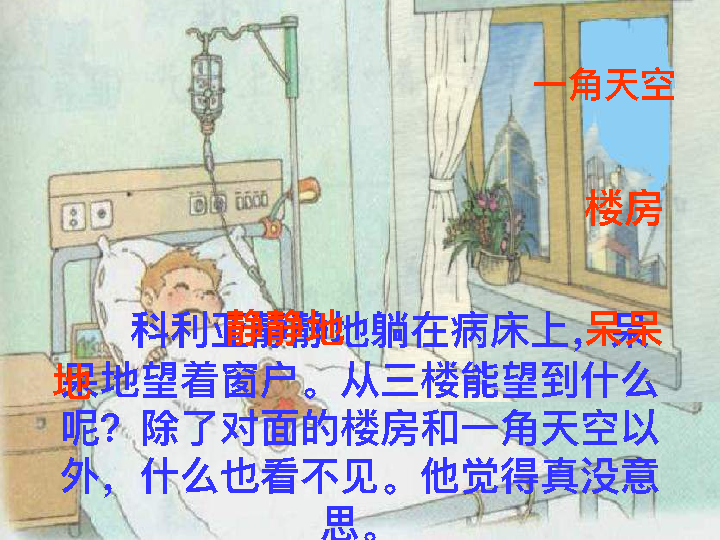 一角天空
楼房
科利亚静静地躺在病床上，呆
呆地望着窗户。从三楼能望到什么
呢？除了对面的楼房和一角天空以
外，什么也看不见。他觉得真没意
思。
静静地
呆呆
地